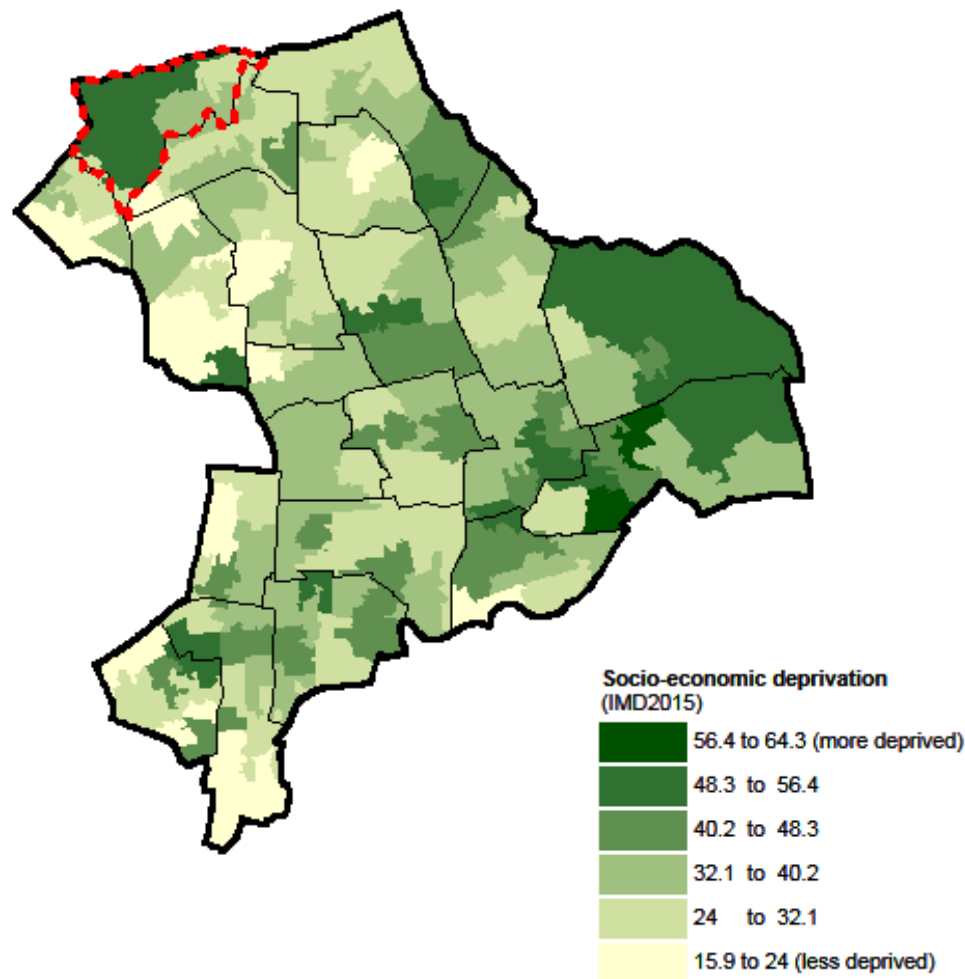 Socio-economic deprivation
(IMD2015)
56.4 to 64.3 (more deprived)
48.3 to 56.4
40.2 to 48.3
32.1 to 40.2
24 to 32.1
15.9 to 24 (less deprived)